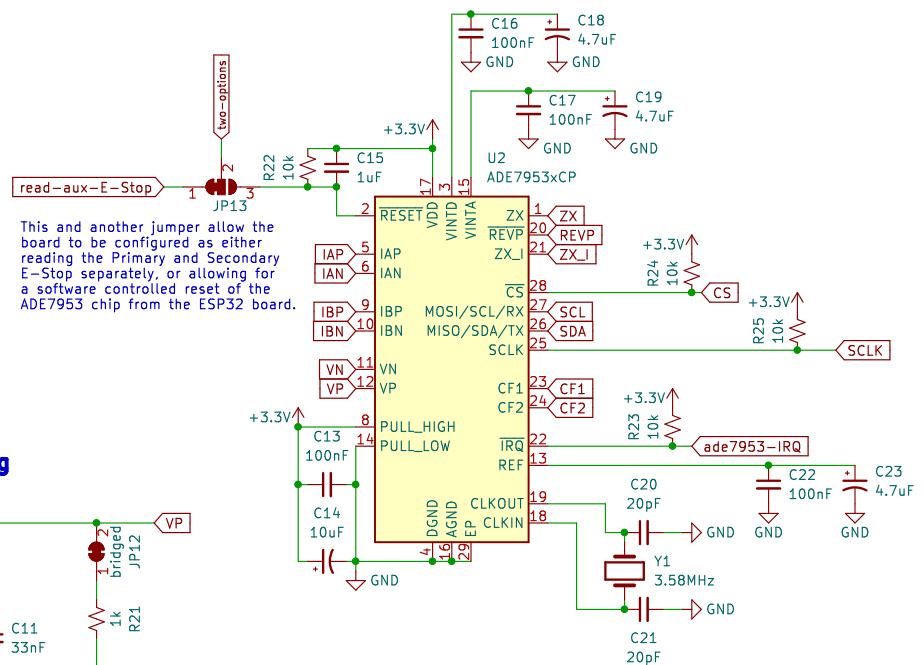 C16
100nF
GND
C18
4.7uF
GND
two-options
2
read-aux-E-Stop
1
3
JP13
This and another jumper allow the
board to be configured as either
reading the Primary and Secondary
E-Stop separately, or allowing for
a software controlled reset of the
ADE7953 chip from the ESP32 board.
+3.3V
R22
10k
C15
1uF
C17
100nF
GND
C19
4.7uF
GND
U2
ADE7953xCP
17
VDD
3
VINTD
15
VINTA
2
RESET
IAP
5
IAP
IAN
6
IAN
IBP
9
IBP
IBN
10
IBN
VN
11
VN
VP
12
VP
+3.3V
8
PULL_HIGH
14
PULL_LOW
C13
100nF
C14
10uF
GND
4
DGND
16
AGND
29
EP
ZX
1
ZX
REVP
20
REVP
ZX_I
21
ZX_I
CS
28
+3.3V
R24
10k
CS
MOSI/SCL/RX
27
SCL
MISO/SDA/TX
26
SDA
SCLK
25
+3.3V
R25
10k
SCLK
CF1
23
CF1
CF2
24
CF2
+3.3V
R23
10k
IRQ
22
ade7953-IRQ
REF
13
C22
100nF
GND
C23
4.7uF
GND
CLKOUT
19
CLKIN
18
C20
20pF
GND
Y1
3.58MHz
GND
C21
20pF
g
VP
2
bridged
JP12
1
1k
R21
C11
33nF